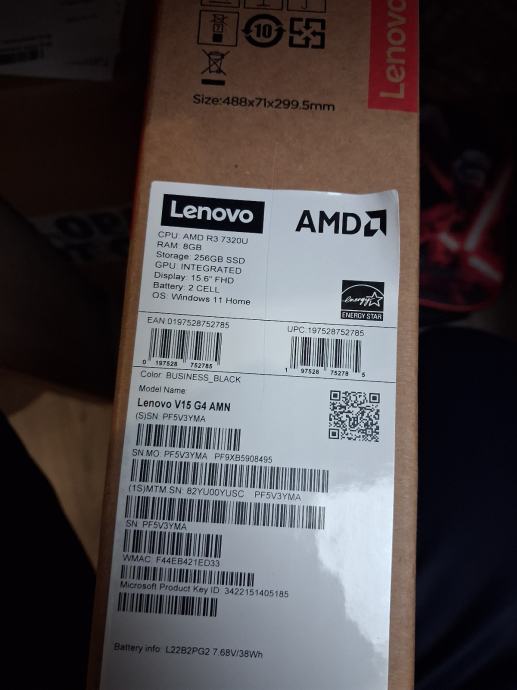 10
Lenovo
Size:488x71x299.5mm
Lenovo
AMD
CPU: AMD R3 7320U
RAM: 8GB
Storage: 256GB SSD
GPU: INTEGRATED
Display: 15.6" FHD
Battery: 2 CELL
OS: Windows 11 Home
energy
ENERGY STAR
EAN:0197528752785
UPC:197528752785
0 197528 752785
1 97528 75278 5
Color: BUSINESS_BLACK
Model Name
Lenovo V15 G4 AMN
(S)SN: PF5V3YMA
SN.MO: PF5V3YMA PF9XB5908495
(1S)MTM.SN: 82YU00YUSC PF5V3YMA
SN PF5V3YMA
WMAC F44EB421ED33
Microsoft Product Key ID 3422151405185
Battery info: L22B2PG2 7.68V/38Wh